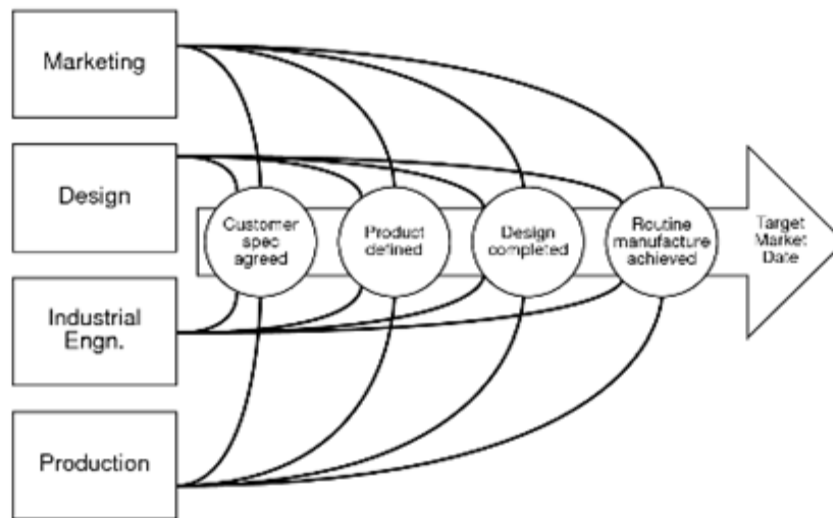 Marketing
Design
Industrial
Engn.
Production
Customer
spec
agreed
Product
defined
Design
completed
Routine
manufacture
achieved
Target
Market
Date